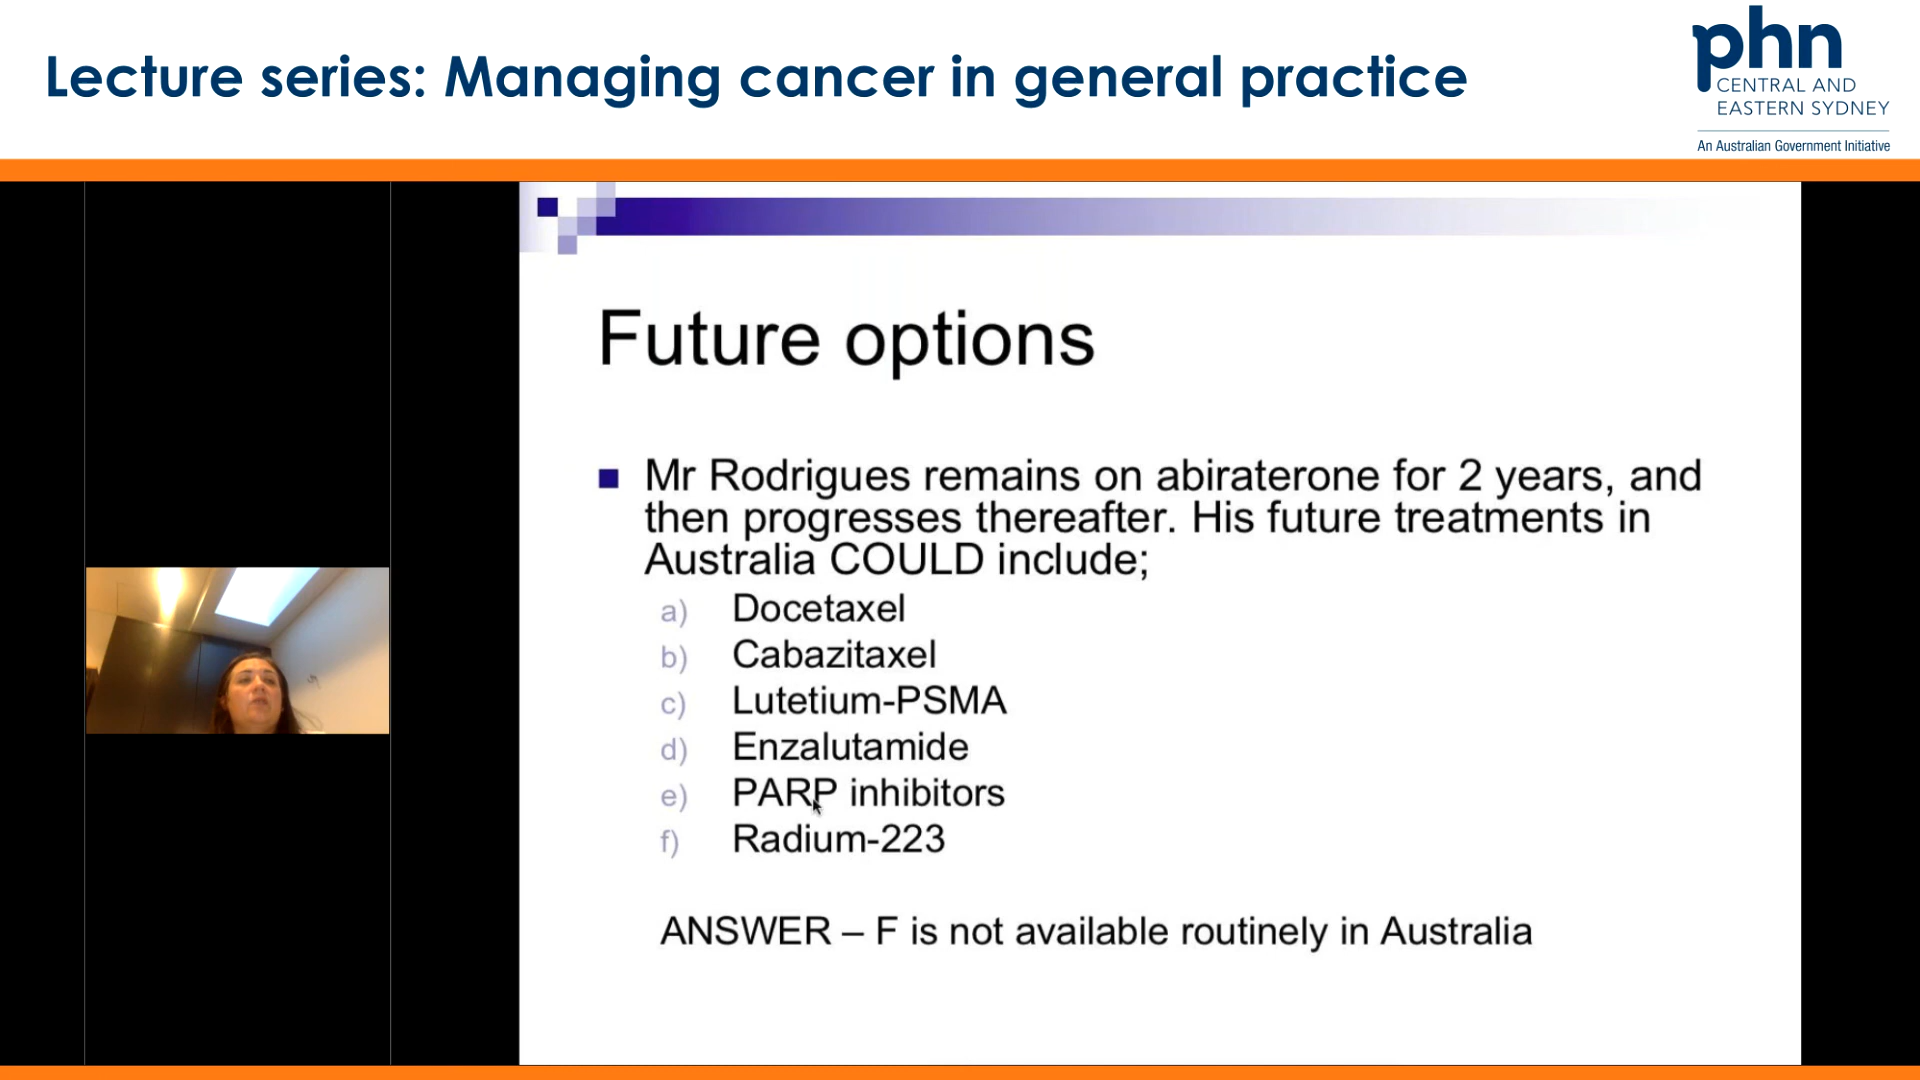 Lecture series: Managing cancer in general practice
phn
CENTRAL AND
EASTERN SYDNEY
An Australian Government Initiative
Future options
Mr Rodrigues remains on abiraterone for 2 years, and
then progresses thereafter. His future treatments in
Australia COULD include;
a) Docetaxel
b) Cabazitaxel
c) Lutetium-PSMA
d) Enzalutamide
e) PARP inhibitors
f) Radium-223
ANSWER – F is not available routinely in Australia